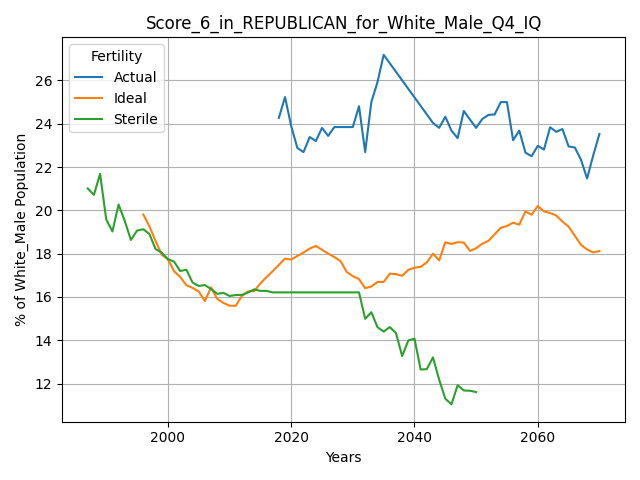 Score_6_in_REPUBLICAN_for_White_Male_Q4_IQ
Fertility
Actual
Ideal
Sterile
% of White_Male Population
26
24
22
20
18
16
14
12
2000 2020 2040 2060
Years